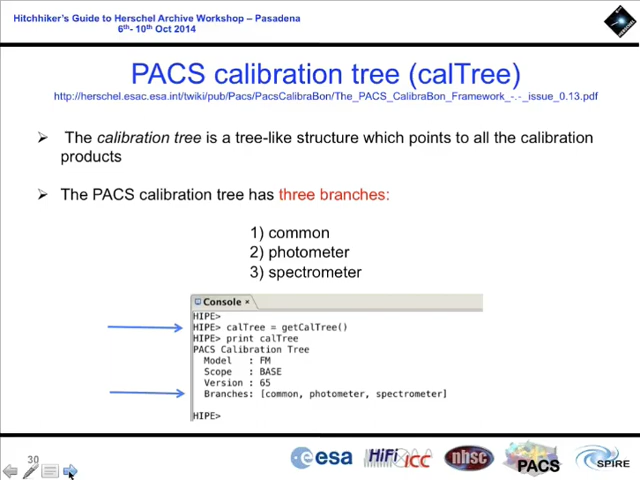 Hitchhiker's Guide to Herschel Archive Workshop – Pasadena
6th- 10th Oct 2014
PACS calibration tree (calTree)
http://herschel.esac.esa.int/twiki/pub/Pacs/PacsCalibraBon/The_PACS_CalibraBon_Framework_-.-_issue_0.13.pdf
➢ The calibration tree is a tree-like structure which points to all the calibration
products
➢ The PACS calibration tree has three branches:
1) common
2) photometer
3) spectrometer
Console ×
HIPE>
HIPE> calTree = getCalTree()
HIPE> print calTree
PACS Calibration Tree
Model : FM
Scope : BASE
Version : 65
Branches: [common, photometer, spectrometer]
HIPE>
30
esa HIFI ICC nhsc PACS SPIRE